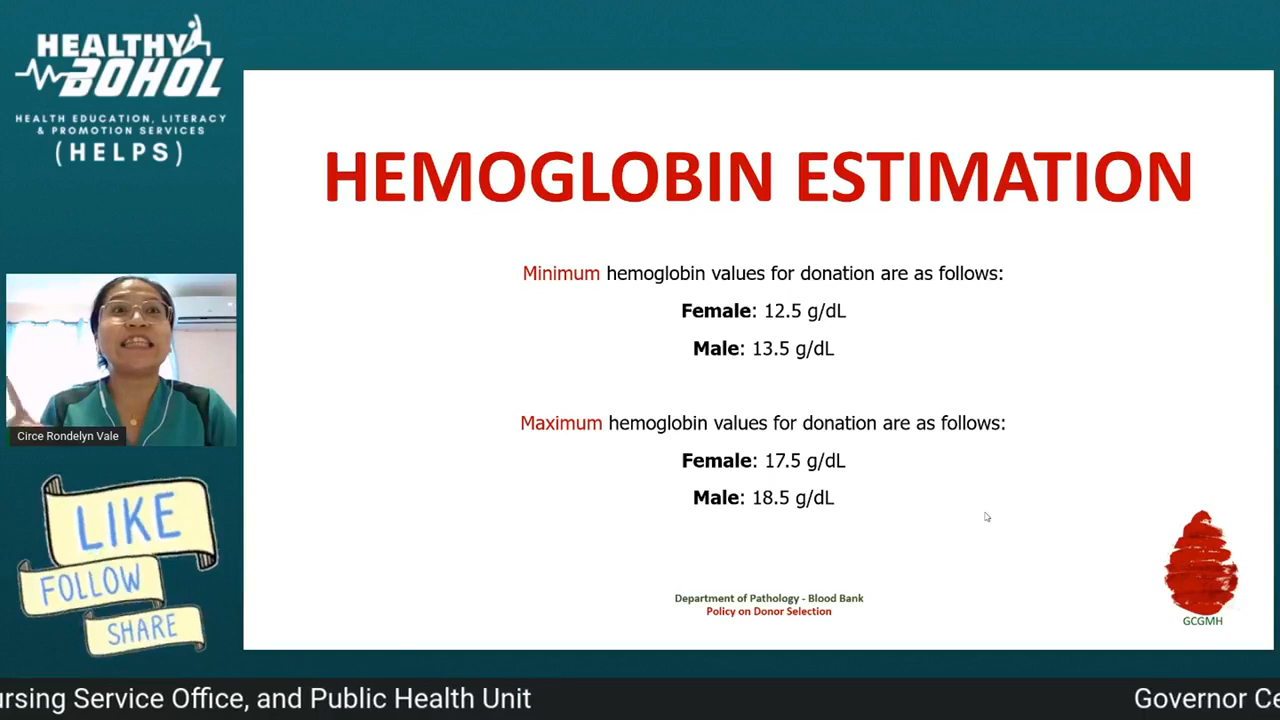 HEALTHY
BOHOL
HEALTH EDUCATION, LITERACY
& PROMOTION SERVICES
(HELPS)
HEMOGLOBIN ESTIMATION
Minimum hemoglobin values for donation are as follows:
Female: 12.5 g/dL
Male: 13.5 g/dL
Maximum hemoglobin values for donation are as follows:
Female: 17.5 g/dL
Male: 18.5 g/dL
Circe Rondelyn Vale
LIKE
FOLLOW
SHARE
Department of Pathology - Blood Bank
Policy on Donor Selection
GCGMH
ursing Service Office, and Public Health Unit
Governor Ce